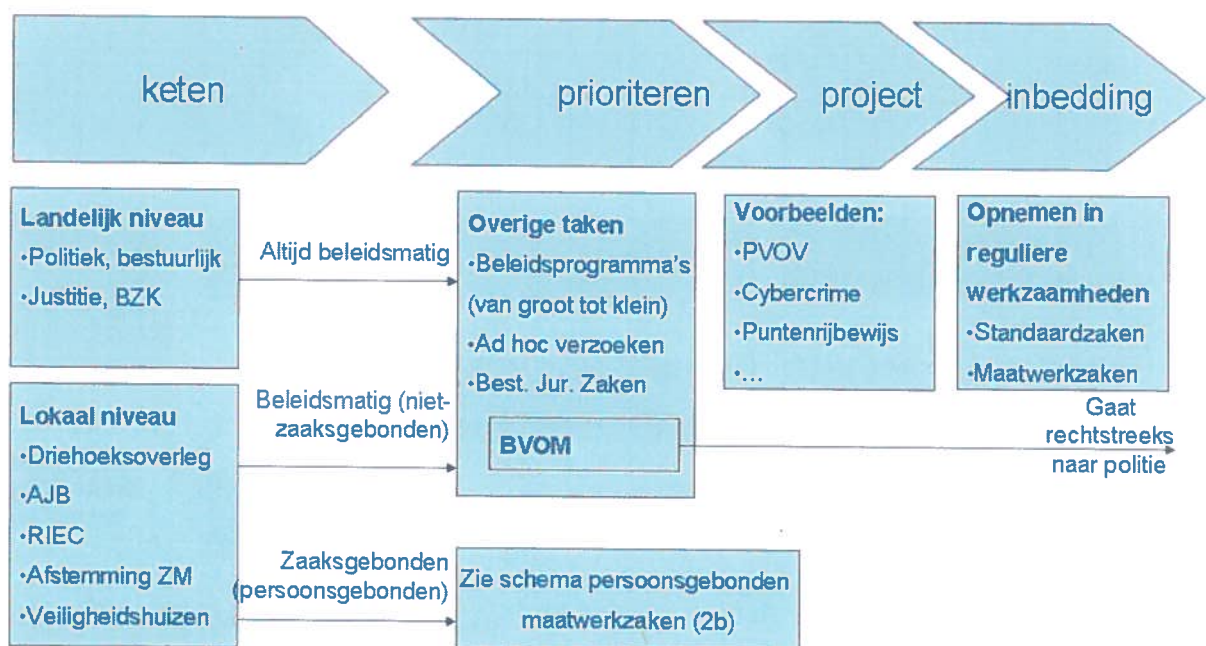 keten
prioriteren
project
inbedding
Landelijk niveau
•Politiek, bestuurlijk
•Justitie, BZK
Altijd beleidsmatig
Overige taken
•Beleidsprogramma's
(van groot tot klein)
•Ad hoc verzoeken
•Best. Jur. Zaken
BVOM
Voorbeelden:
•PVOV
•Cybercrime
•Puntenrijbewijs
•...
Opnemen in
reguliere
werkzaamheden
•Standaardzaken
•Maatwerkzaken
Gaat
rechtstreeks
naar politie
Lokaal niveau
•Driehoeksoverleg
•AJB
•RIEC
•Afstemming ZM
•Veiligheidshuizen
Beleidsmatig (niet-
zaaksgebonden)
Zaaksgebonden
(persoonsgebonden)
Zie schema persoonsgebonden
maatwerkzaken (2b)